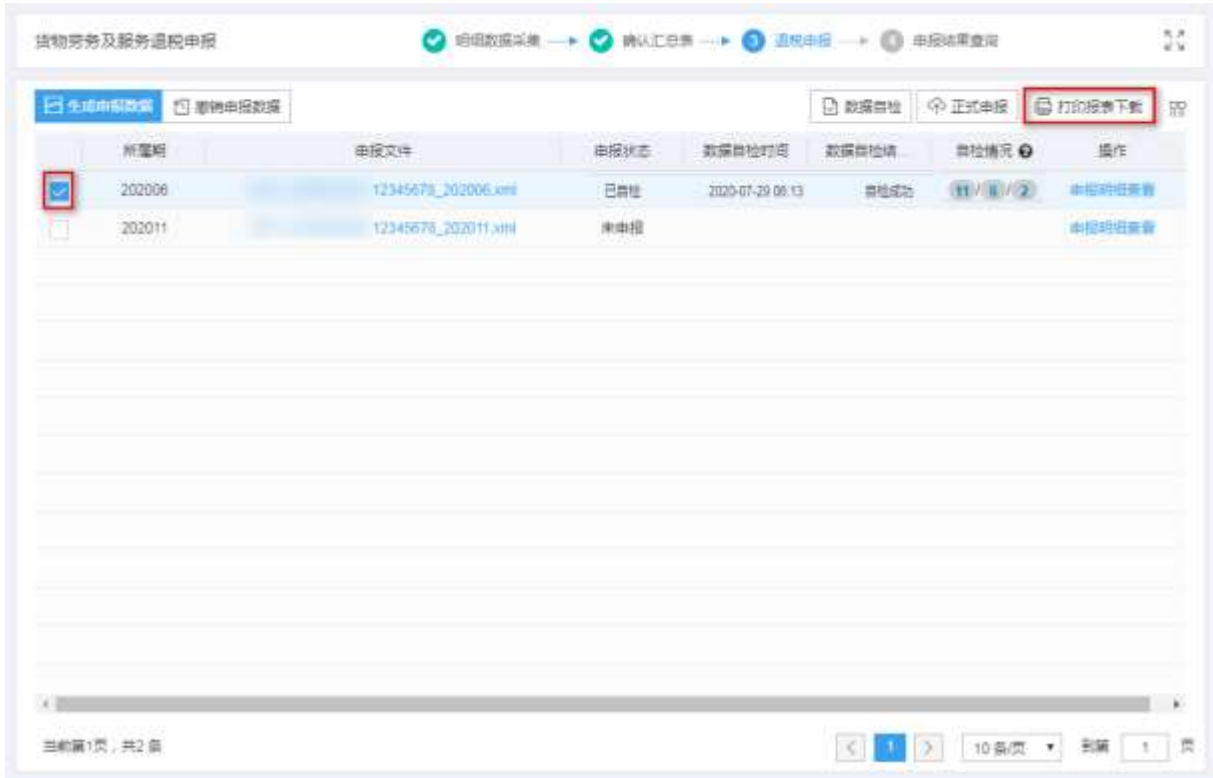 货物劳务及服务退税申报 明细数据采集 确认汇总表 3 退税申报 4 申报结果查询
生成申报数据 撤销申报数据 数据自检 正式申报 打印报表下载
所属期 申报文件 申报状态 数据自检时间 数据自检结... 自检情况 操作
202006 12345678_202006.xml 已自检 2020-07-29 08:13 自检成功 11 / 6 / 2 申报明细查看
202011 12345678_202011.xml 未申报 申报明细查看
当前第1页，共2 条 < 1 > 10 条/页 到第 1 页